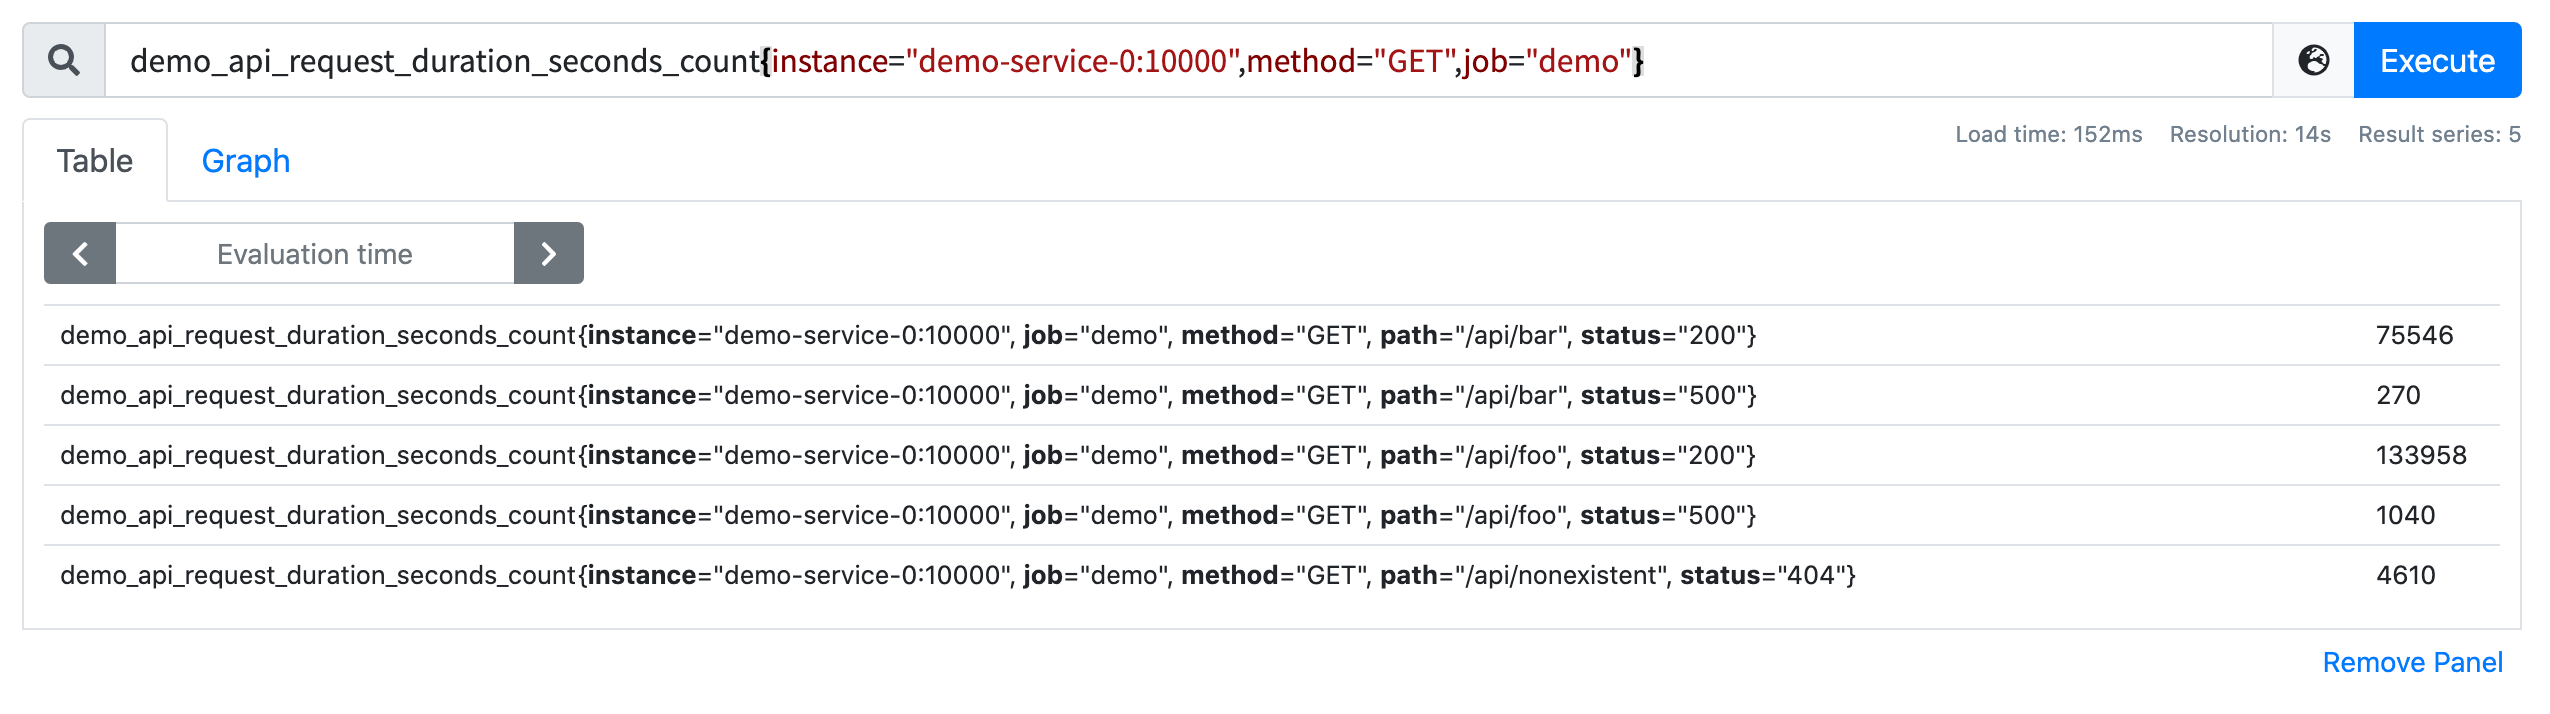 demo_api_request_duration_seconds_count{instance="demo-service-0:10000",method="GET",job="demo"}
Execute
Table
Graph
Load time: 152ms Resolution: 14s Result series: 5
Evaluation time
demo_api_request_duration_seconds_count{instance="demo-service-0:10000", job="demo", method="GET", path="/api/bar", status="200"} 75546
demo_api_request_duration_seconds_count{instance="demo-service-0:10000", job="demo", method="GET", path="/api/bar", status="500"} 270
demo_api_request_duration_seconds_count{instance="demo-service-0:10000", job="demo", method="GET", path="/api/foo", status="200"} 133958
demo_api_request_duration_seconds_count{instance="demo-service-0:10000", job="demo", method="GET", path="/api/foo", status="500"} 1040
demo_api_request_duration_seconds_count{instance="demo-service-0:10000", job="demo", method="GET", path="/api/nonexistent", status="404"} 4610
Remove Panel